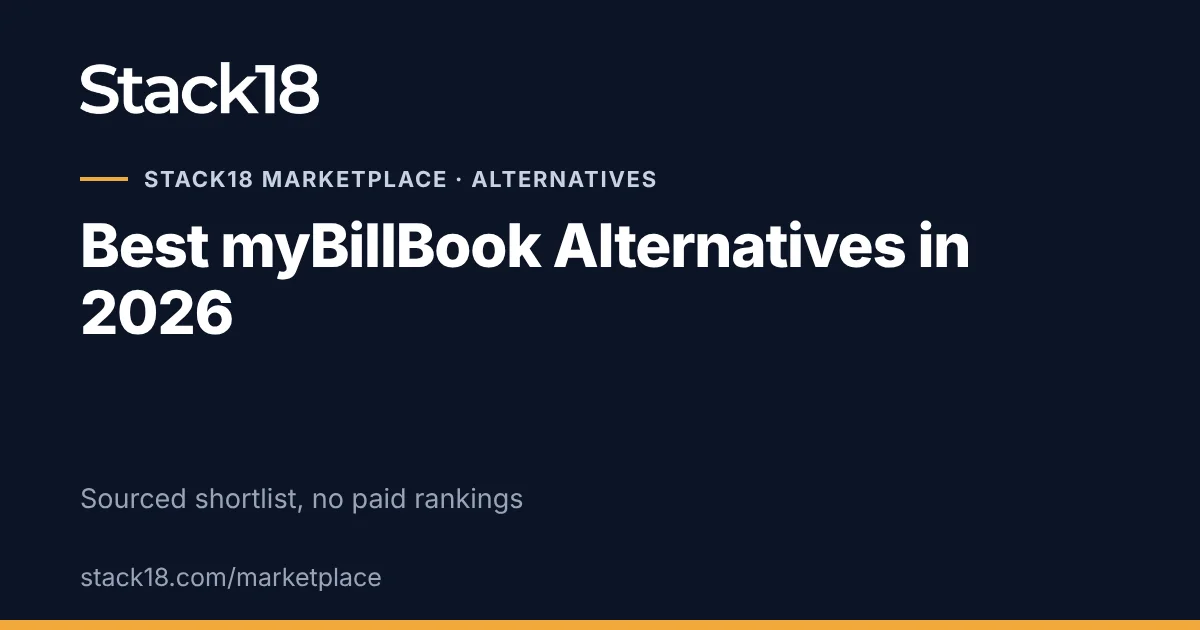 Stack18
STACK18 MARKETPLACE · ALTERNATIVES
Best myBillBook Alternatives in
2026
Sourced shortlist, no paid rankings
stack18.com/marketplace